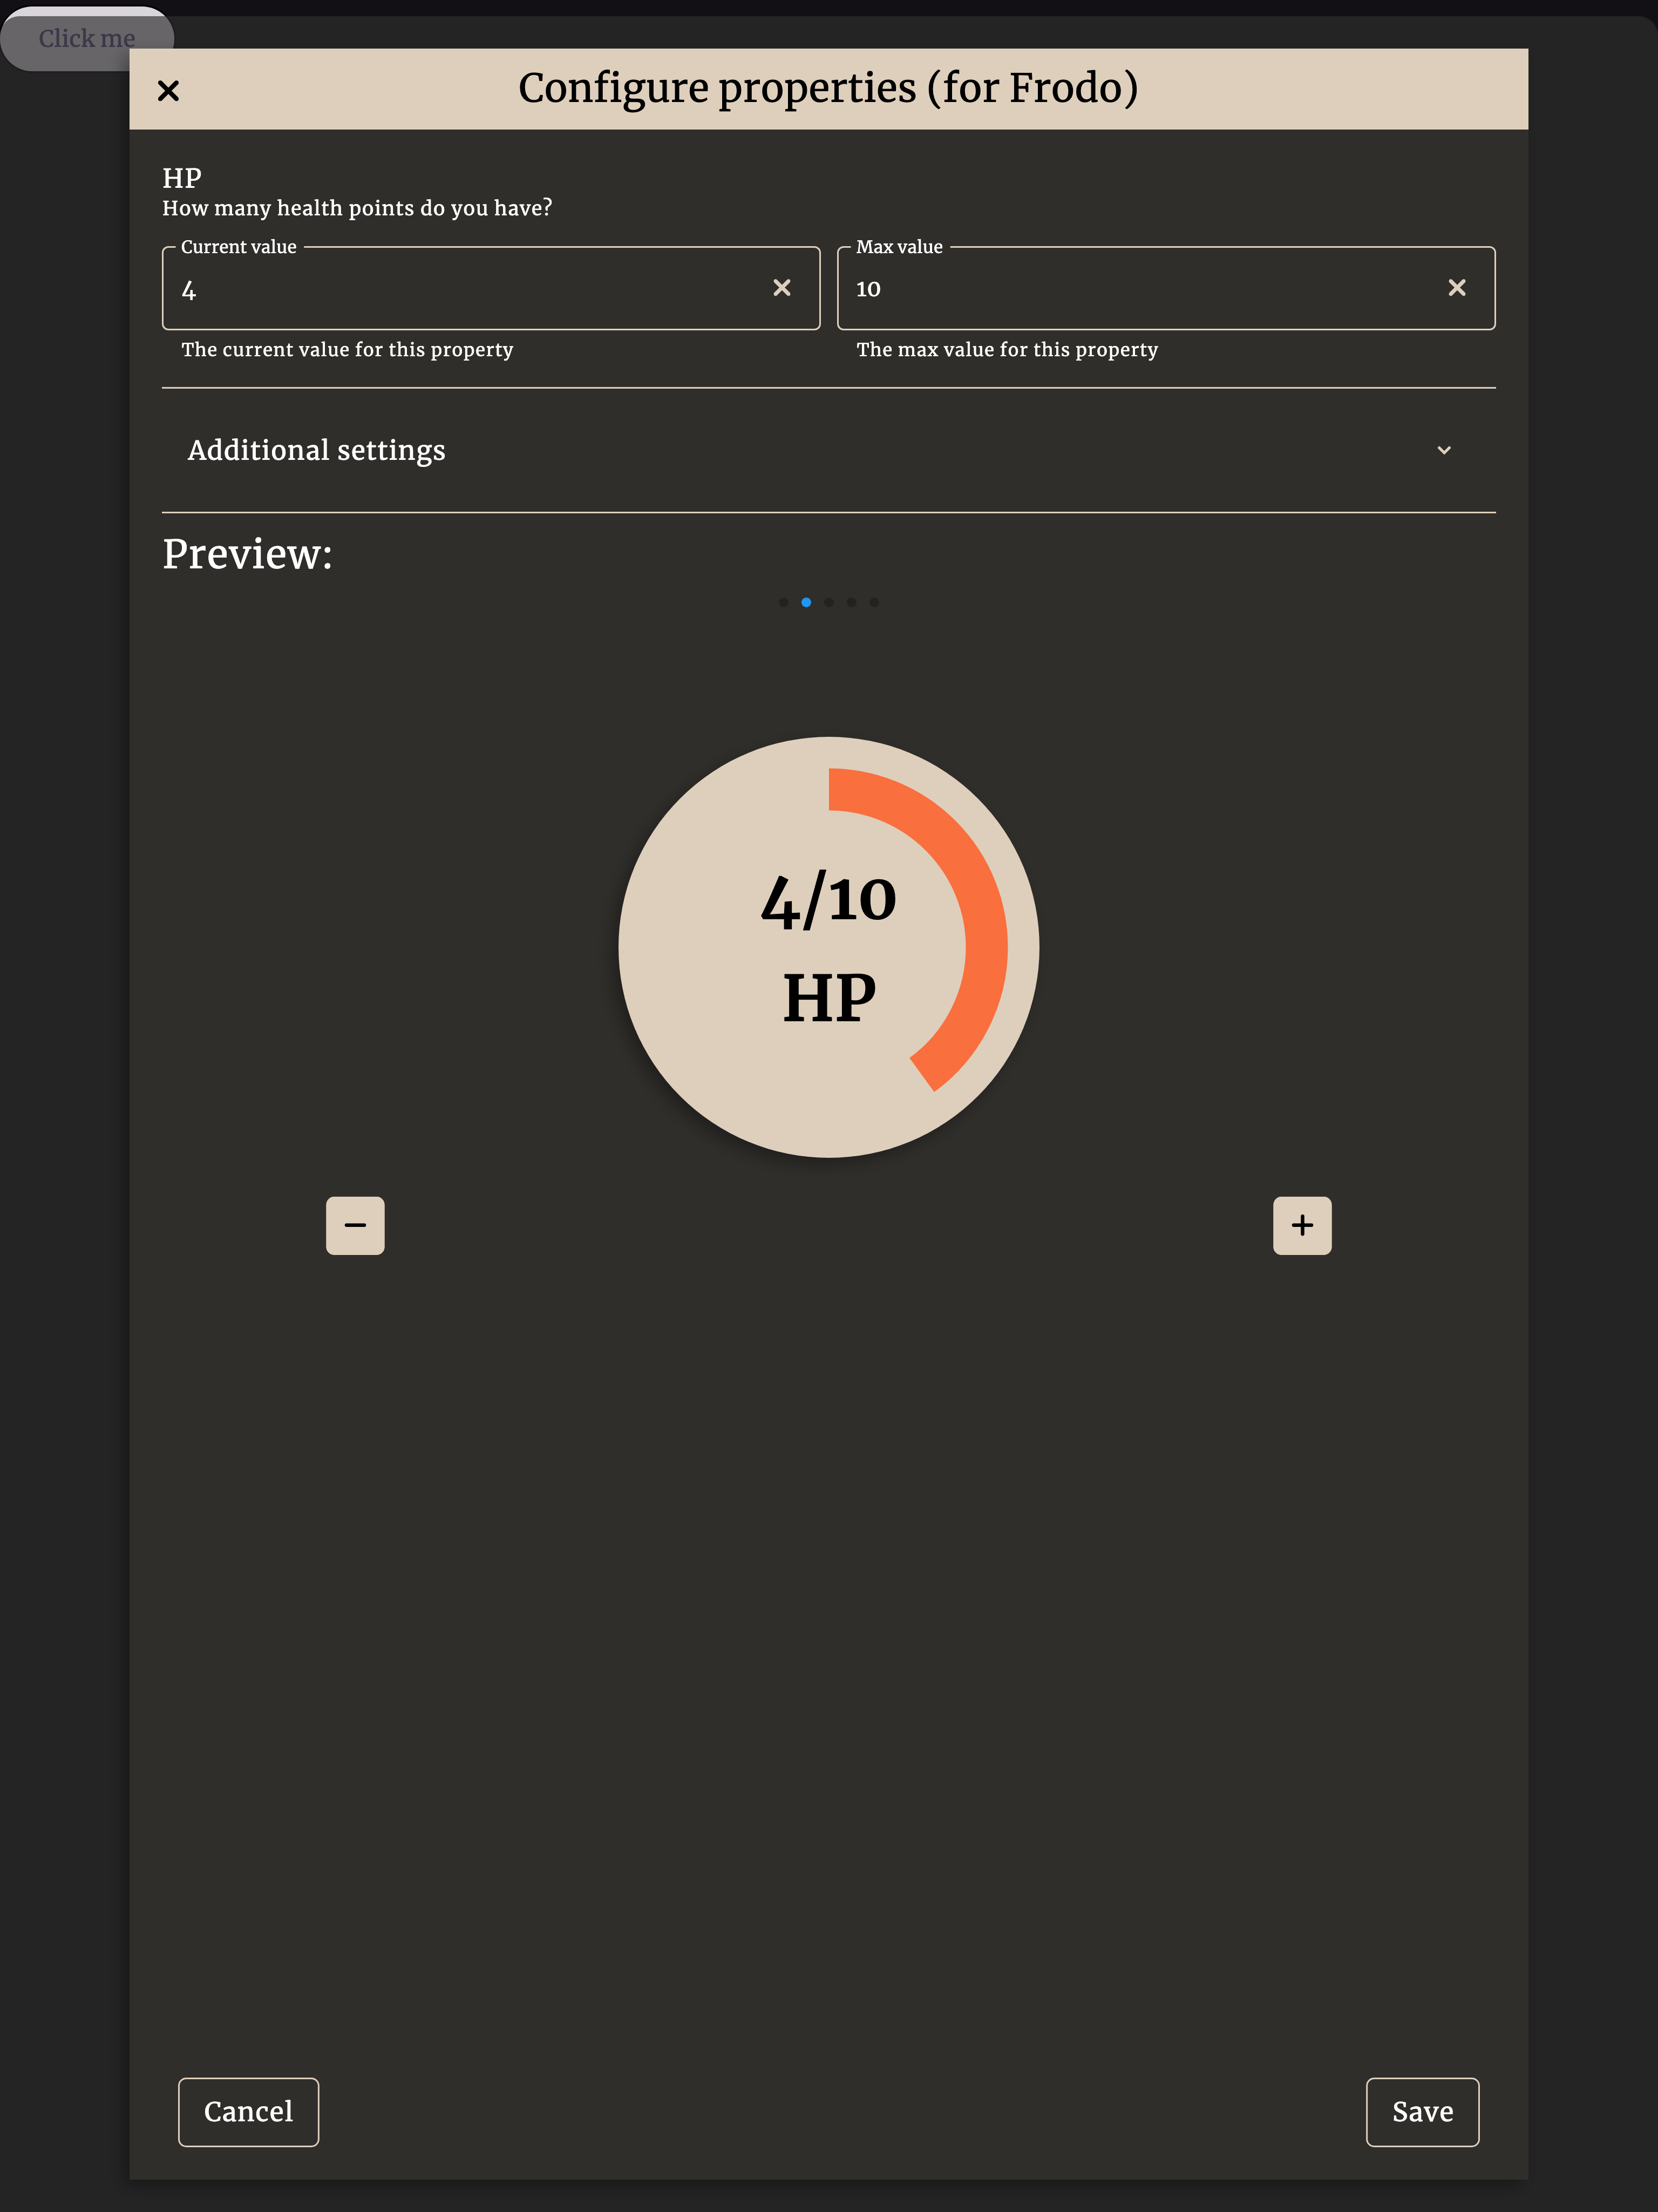 Click me
Configure properties (for Frodo)
HP
How many health points do you have?
Current value
4
The current value for this property
Max value
10
The max value for this property
Additional settings
Preview:
4/10
HP
Cancel
Save